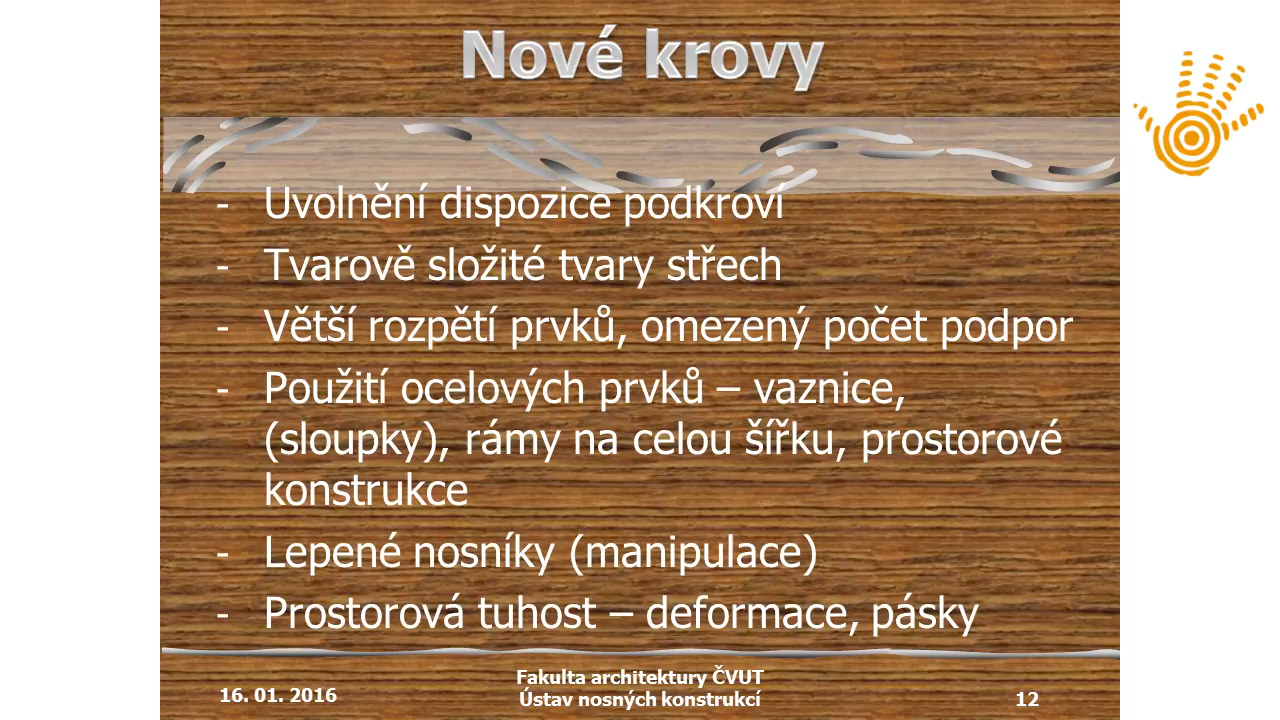 Nové krovy
- Uvolnění dispozice podkroví
- Tvarově složité tvary střech
- Větší rozpětí prvků, omezený počet podpor
- Použití ocelových prvků – vaznice,
(sloupky), rámy na celou šířku, prostorové
konstrukce
- Lepené nosníky (manipulace)
- Prostorová tuhost – deformace, pásky
16. 01. 2016
Fakulta architektury ČVUT
Ústav nosných konstrukcí
12